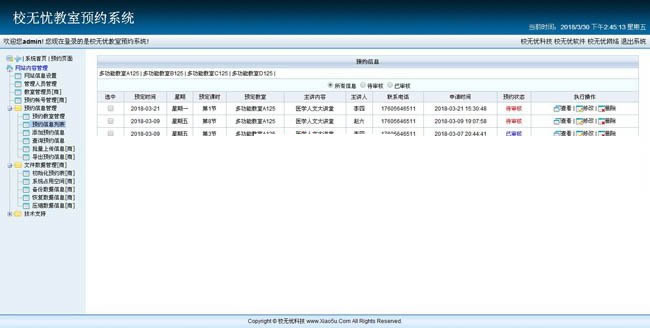 校无忧教室预约系统
当前时间：2018/3/30 下午2:45:13 星期五
欢迎您admin! 您现在登录的是校无忧教室预约系统! 校无忧科技 校无忧软件 校无忧网络 退出系统
系统首页 | 预约页面
网站内容管理
网站信息设置
管理人员管理
教室管理员[商]
预约帐号管理[商]
预约信息管理
预约教室管理
预约信息列表
添加预约信息
查询预约信息
批量上传信息[商]
导出预约信息[商]
文件数据管理[商]
初始化预约表[商]
系统占用空间[商]
备份数据信息[商]
恢复数据信息[商]
压缩数据信息[商]
技术支持
预约信息
多功能教室A125 | 多功能教室B125 | 多功能教室C125 | 多功能教室D125 |
所有信息 待审核 已审核
选中 预定时间 星期 预定课时 预定教室 主讲内容 主讲人 联系电话 申请时间 预约状态 执行操作
2018-03-21 星期一 第1节 多功能教室A125 医学人文大讲堂 李四 17605646511 2018-03-21 15:30:48 待审核 查看 | 修改 | 删除
2018-03-09 星期五 第8节 多功能教室A125 医学人文大讲堂 赵六 17605646511 2018-03-09 19:07:58 待审核 查看 | 修改 | 删除
2018-03-09 星期五 第5节 多功能教室A125 医学人文大讲堂 李四 17605646511 2018-03-07 20:44:41 已审核 查看 | 修改 | 删除
Copyright © 校无忧科技 www.Xiao5u.Com All Rights Reserved.